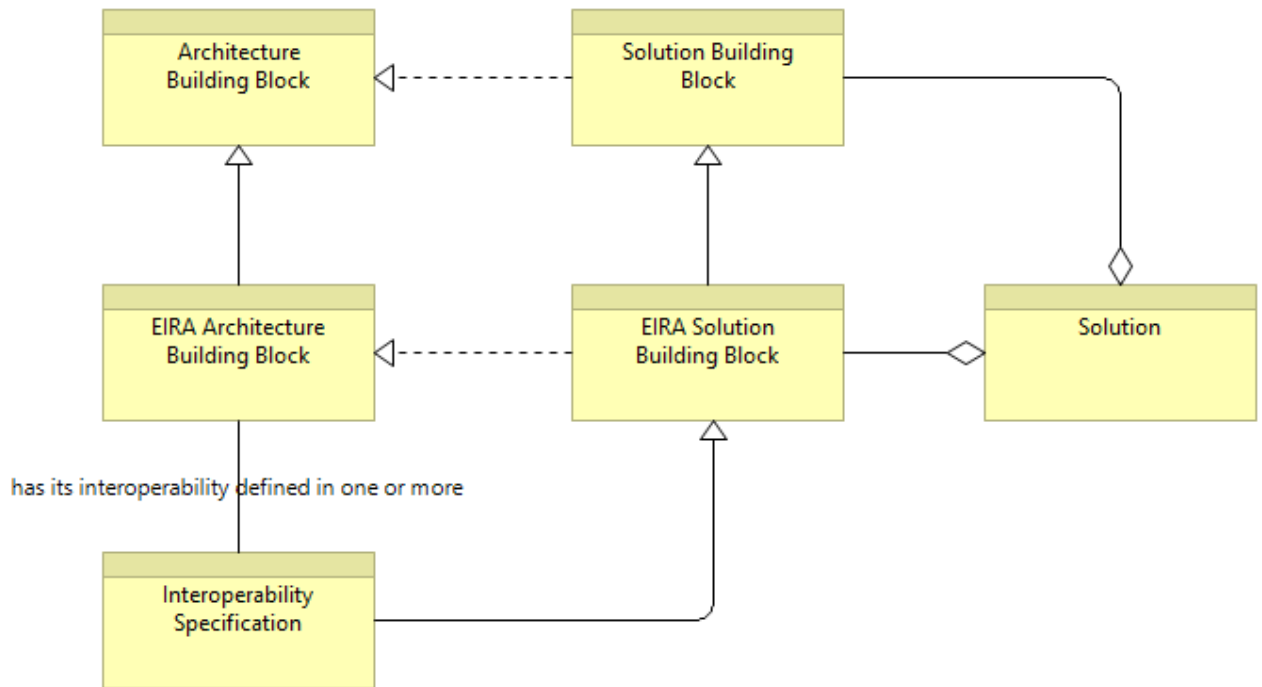 Architecture
Building Block
Solution Building
Block
EIRA Architecture
Building Block
EIRA Solution
Building Block
Solution
has its interoperability defined in one or more
Interoperability
Specification